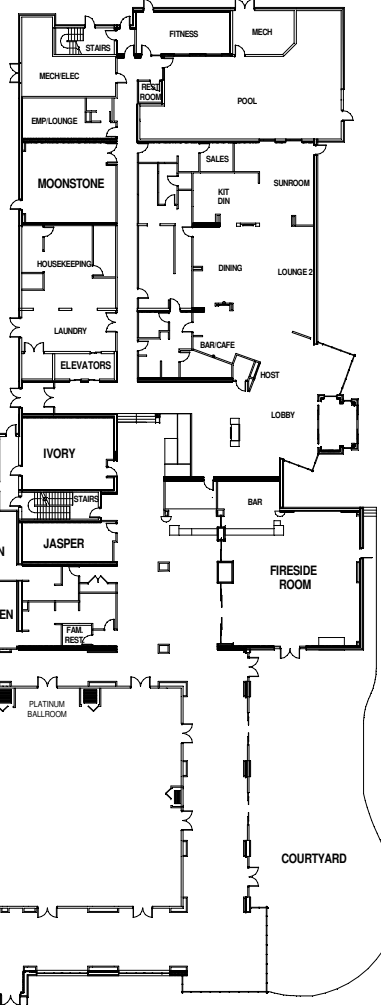 FITNESS
MECH
STAIRS
MECH/ELEC
REST
ROOM
POOL
EMP/LOUNGE
SALES
MOONSTONE
KIT
DIN
SUNROOM
HOUSEKEEPING
DINING
LOUNGE 2
LAUNDRY
BAR/CAFE
ELEVATORS
HOST
LOBBY
IVORY
STAIRS
BAR
JASPER
N
FIRESIDE
ROOM
EN
FAM.
REST.
PLATINUM
BALLROOM
COURTYARD